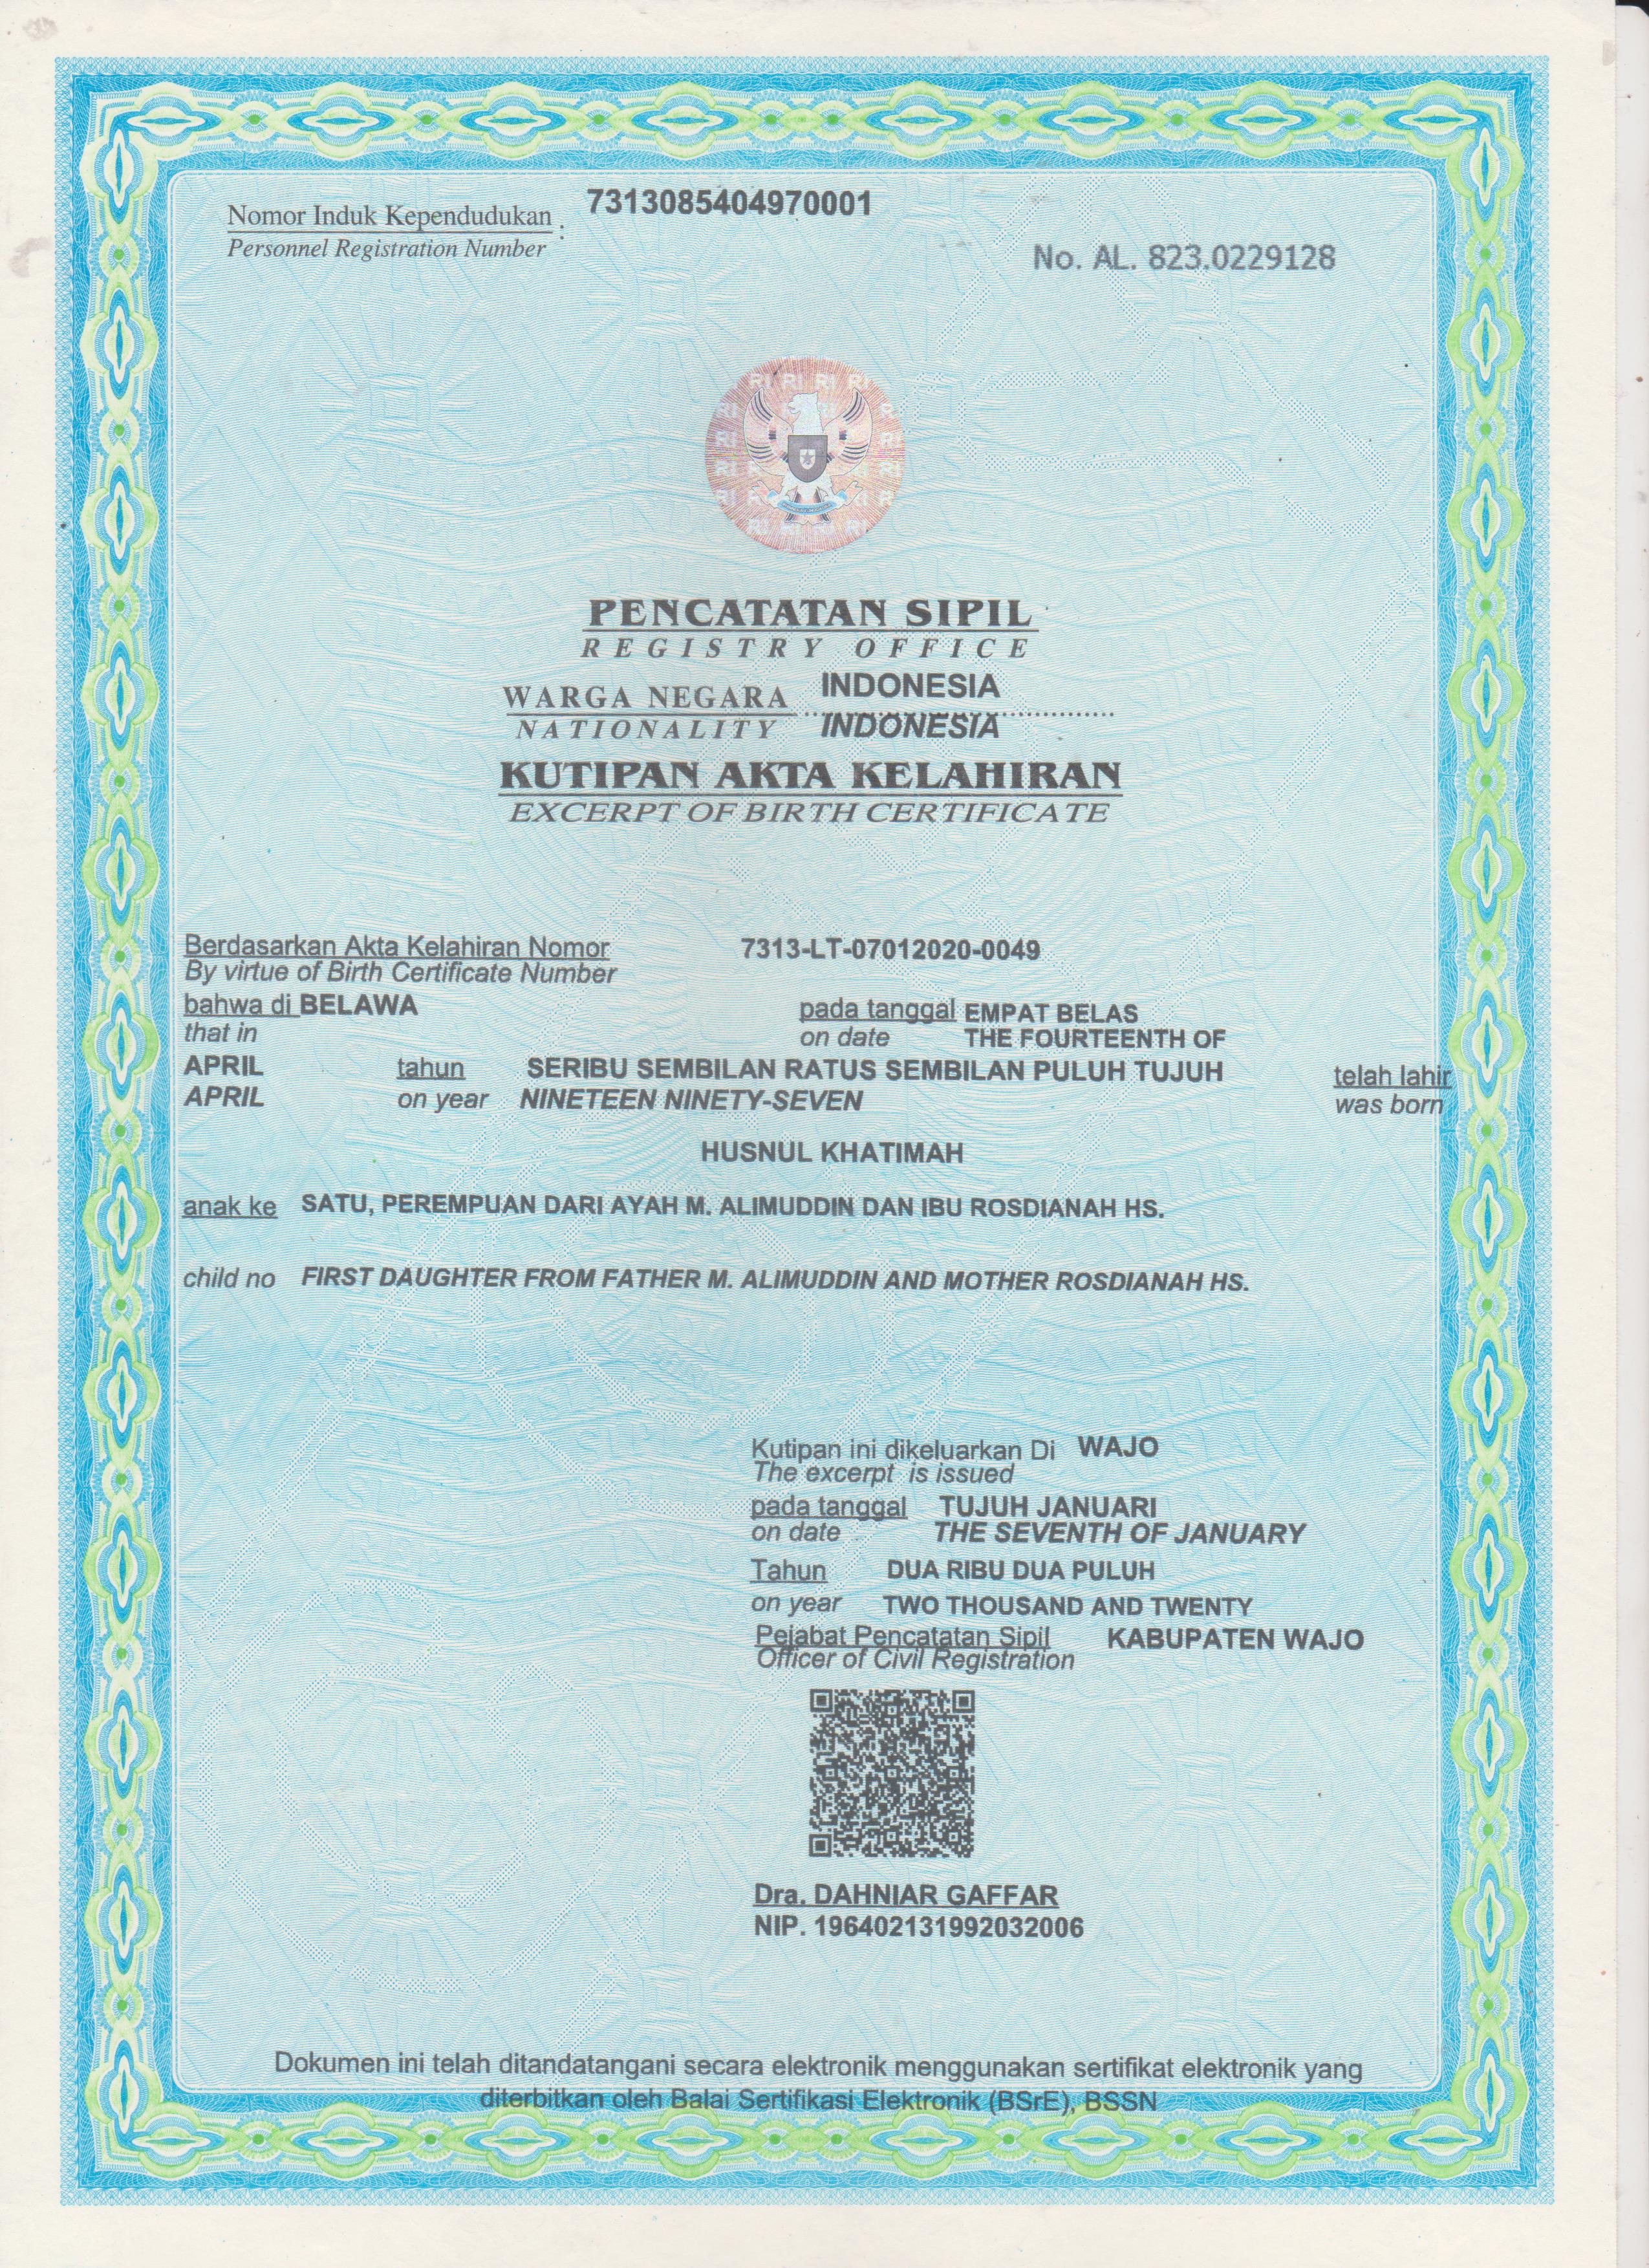 Nomor Induk Kependudukan : 7313085404970001
Personnel Registration Number
No. AL. 823.0229128
PENCATATAN SIPIL
REGISTRY OFFICE
WARGA NEGARA INDONESIA
NATIONALITY INDONESIA
KUTIPAN AKTA KELAHIRAN
EXCERPT OF BIRTH CERTIFICATE
Berdasarkan Akta Kelahiran Nomor 7313-LT-07012020-0049
By virtue of Birth Certificate Number
bahwa di BELAWA pada tanggal EMPAT BELAS
that in on date THE FOURTEENTH OF
APRIL tahun SERIBU SEMBILAN RATUS SEMBILAN PULUH TUJUH telah lahir
APRIL on year NINETEEN NINETY-SEVEN was born
HUSNUL KHATIMAH
anak ke SATU, PEREMPUAN DARI AYAH M. ALIMUDDIN DAN IBU ROSDIANAH HS.
child no FIRST DAUGHTER FROM FATHER M. ALIMUDDIN AND MOTHER ROSDIANAH HS.
Kutipan ini dikeluarkan Di WAJO
The excerpt is issued
pada tanggal TUJUH JANUARI
on date THE SEVENTH OF JANUARY
Tahun DUA RIBU DUA PULUH
on year TWO THOUSAND AND TWENTY
Pejabat Pencatatan Sipil KABUPATEN WAJO
Officer of Civil Registration
Dra. DAHNIAR GAFFAR
NIP. 196402131992032006
Dokumen ini telah ditandatangani secara elektronik menggunakan sertifikat elektronik yang
diterbitkan oleh Balai Sertifikasi Elektronik (BSrE), BSSN